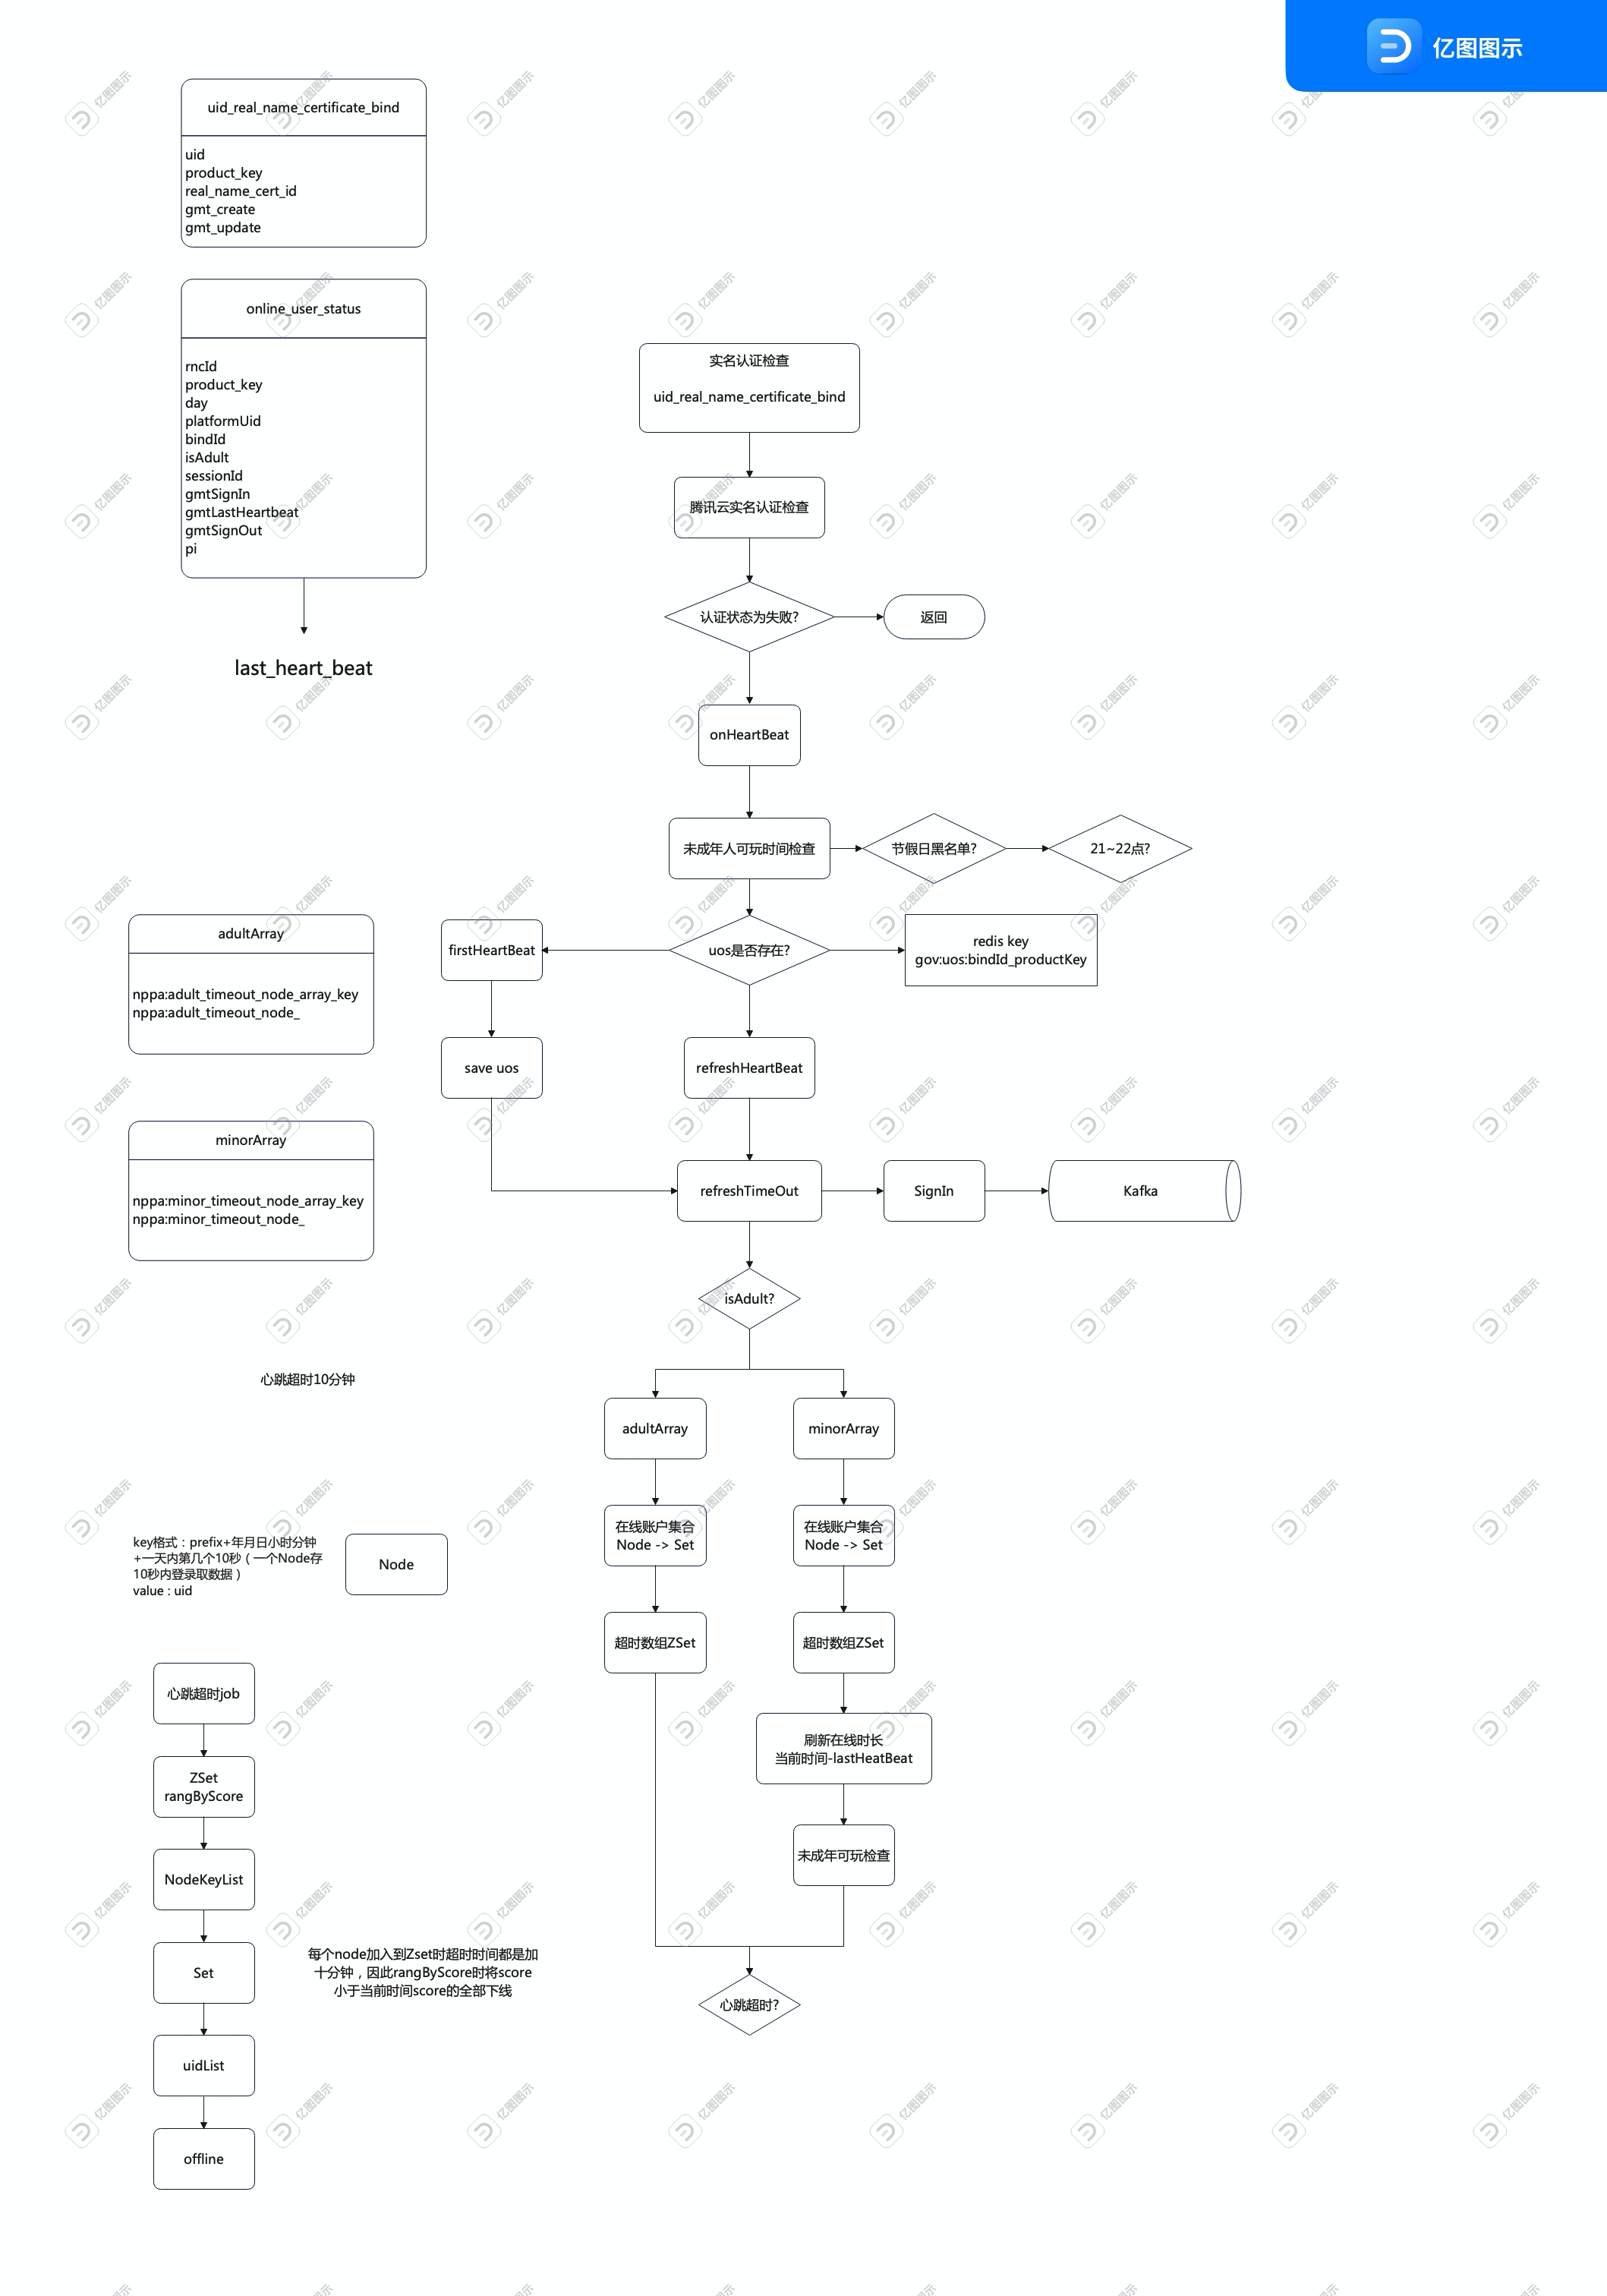 亿图图示
uid_real_name_certificate_bind
uid
product_key
real_name_cert_id
gmt_create
gmt_update
online_user_status
rncId
product_key
day
platformUid
bindId
isAdult
sessionId
gmtSignIn
gmtLastHeartbeat
gmtSignOut
pi
last_heart_beat
实名认证检查
uid_real_name_certificate_bind
腾讯云实名认证检查
认证状态为失败?
返回
onHeartBeat
未成年人可玩时间检查
节假日黑名单?
21~22点?
adultArray
nppa:adult_timeout_node_array_key
nppa:adult_timeout_node_
firstHeartBeat
uos是否存在?
redis key
gov:uos:bindId_productKey
save uos
refreshHeartBeat
minorArray
nppa:minor_timeout_node_array_key
nppa:minor_timeout_node_
refreshTimeOut
SignIn
Kafka
isAdult?
心跳超时10分钟
adultArray
minorArray
在线账户集合
Node -> Set
在线账户集合
Node -> Set
key格式：prefix+年月日小时分钟
+一天内第几个10秒（一个Node存
10秒内登录取数据）
value : uid
Node
超时数组ZSet
超时数组ZSet
刷新在线时长
当前时间-lastHeatBeat
未成年可玩检查
心跳超时?
心跳超时job
ZSet
rangByScore
NodeKeyList
Set
每个node加入到Zset时超时时间都是加
十分钟，因此rangByScore时将score
小于当前时间score的全部下线
uidList
offline